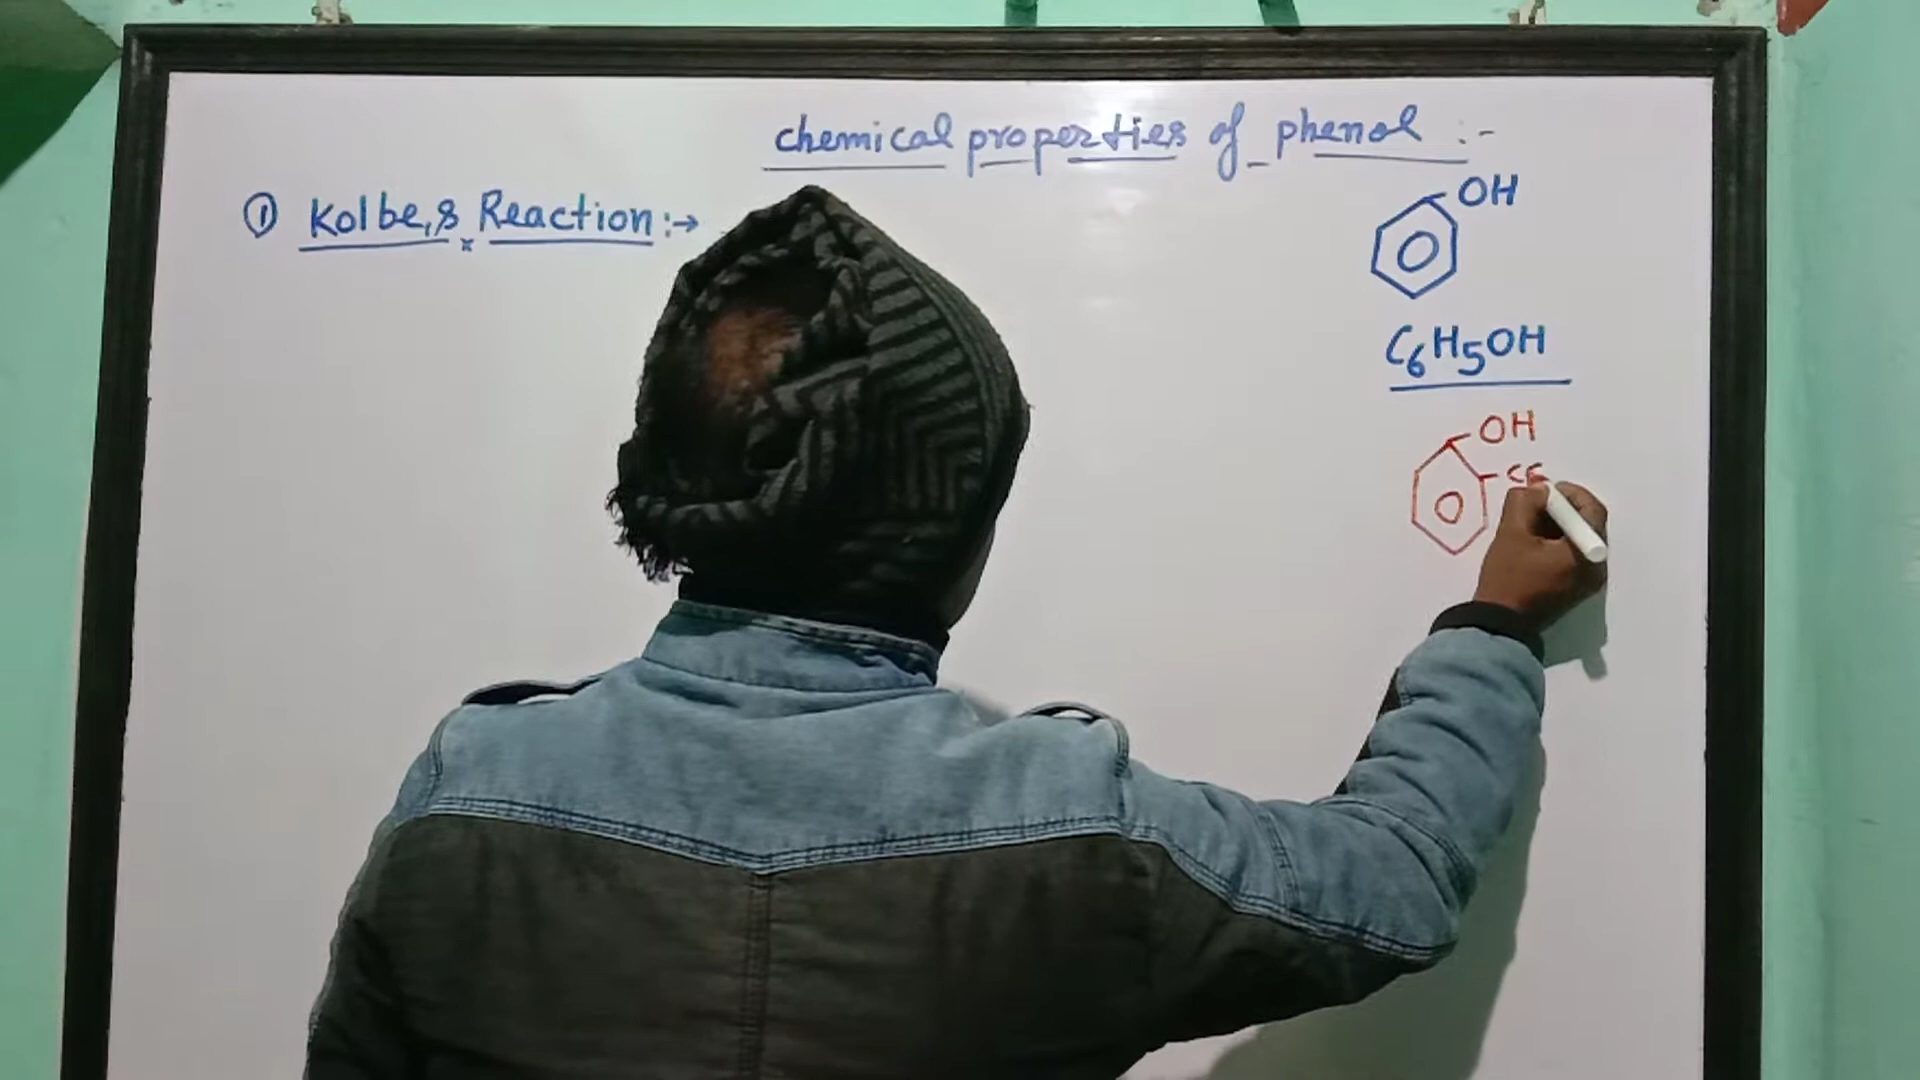 chemical properties of phenol :-
① Kolbe,s Reaction :→
OH
C6H5OH
OH